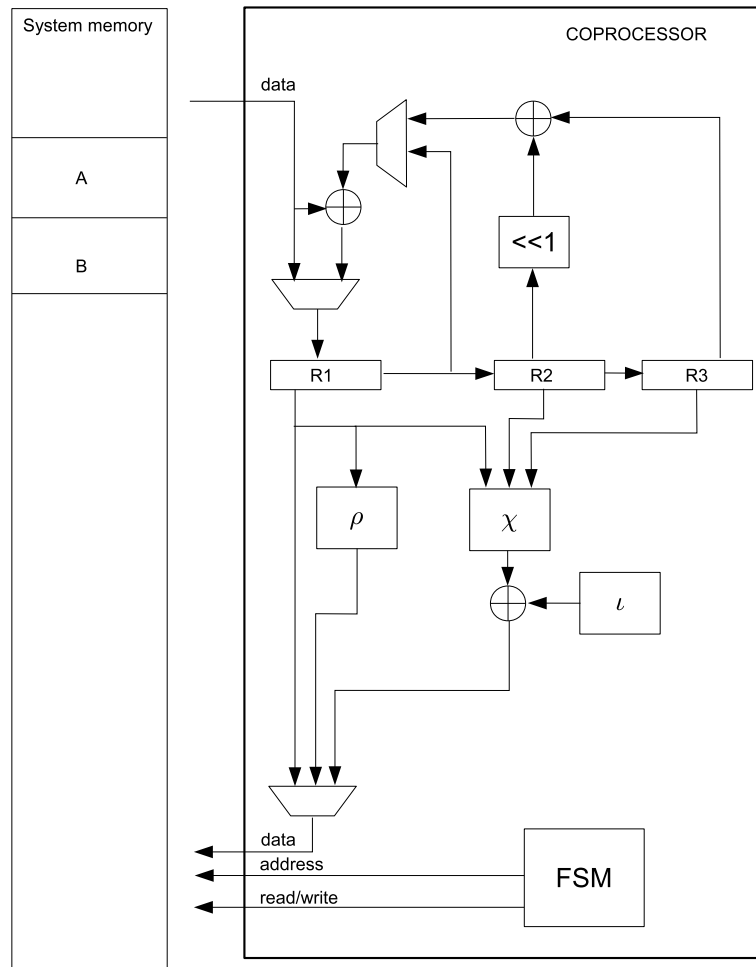 System memory
COPROCESSOR
data
A
<<1
B
R1
R2
R3
ρ
χ
ι
data
address
FSM
read/write